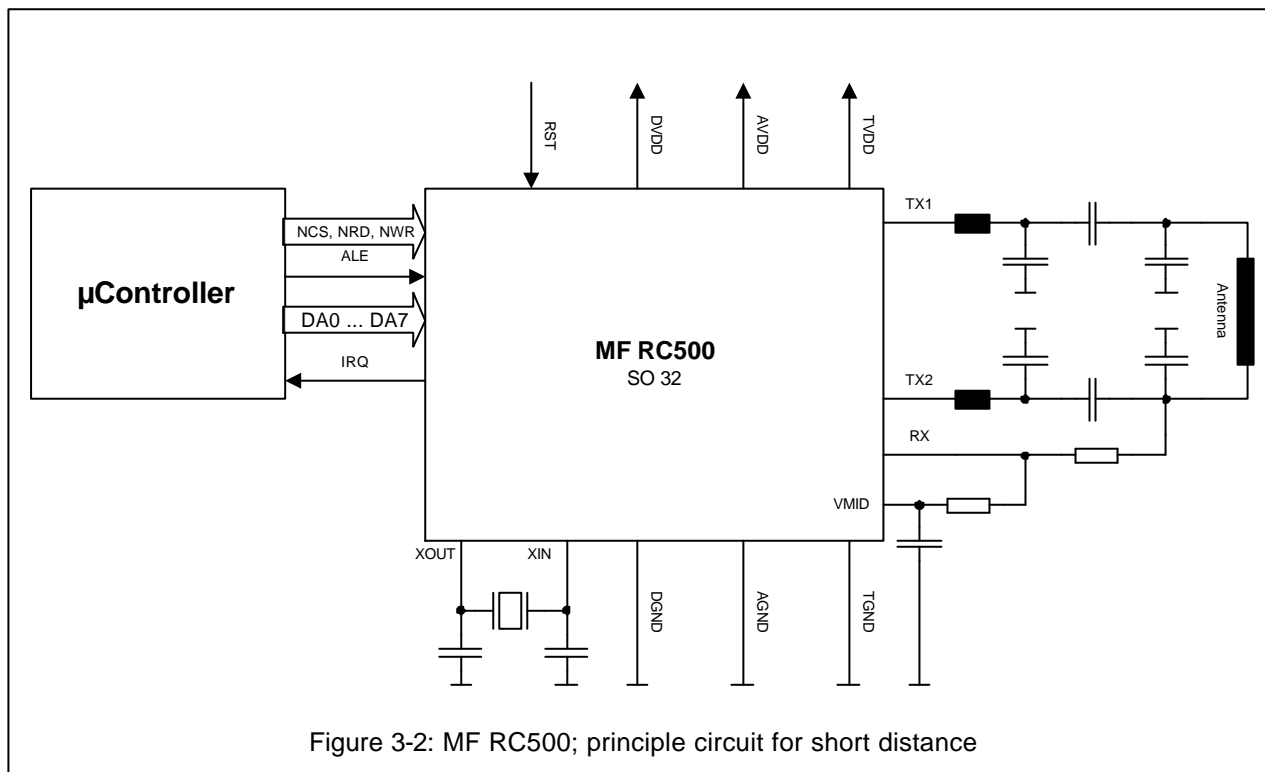 RST
DVDD
AVDD
TVDD
µController
NCS, NRD, NWR
ALE
DA0 ... DA7
IRQ
MF RC500
SO 32
TX1
TX2
RX
VMID
Antenna
XOUT
XIN
DGND
AGND
TGND
Figure 3-2: MF RC500; principle circuit for short distance